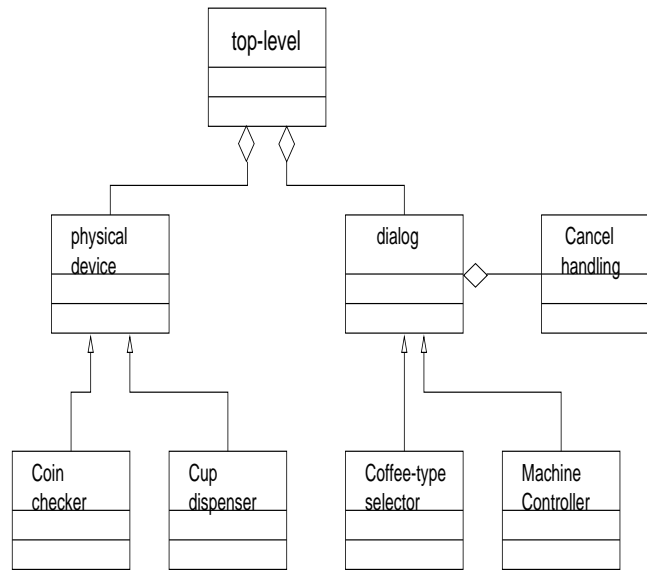 top-level
physical
device
dialog
Cancel
handling
Coin
checker
Cup
dispenser
Coffee-type
selector
Machine
Controller